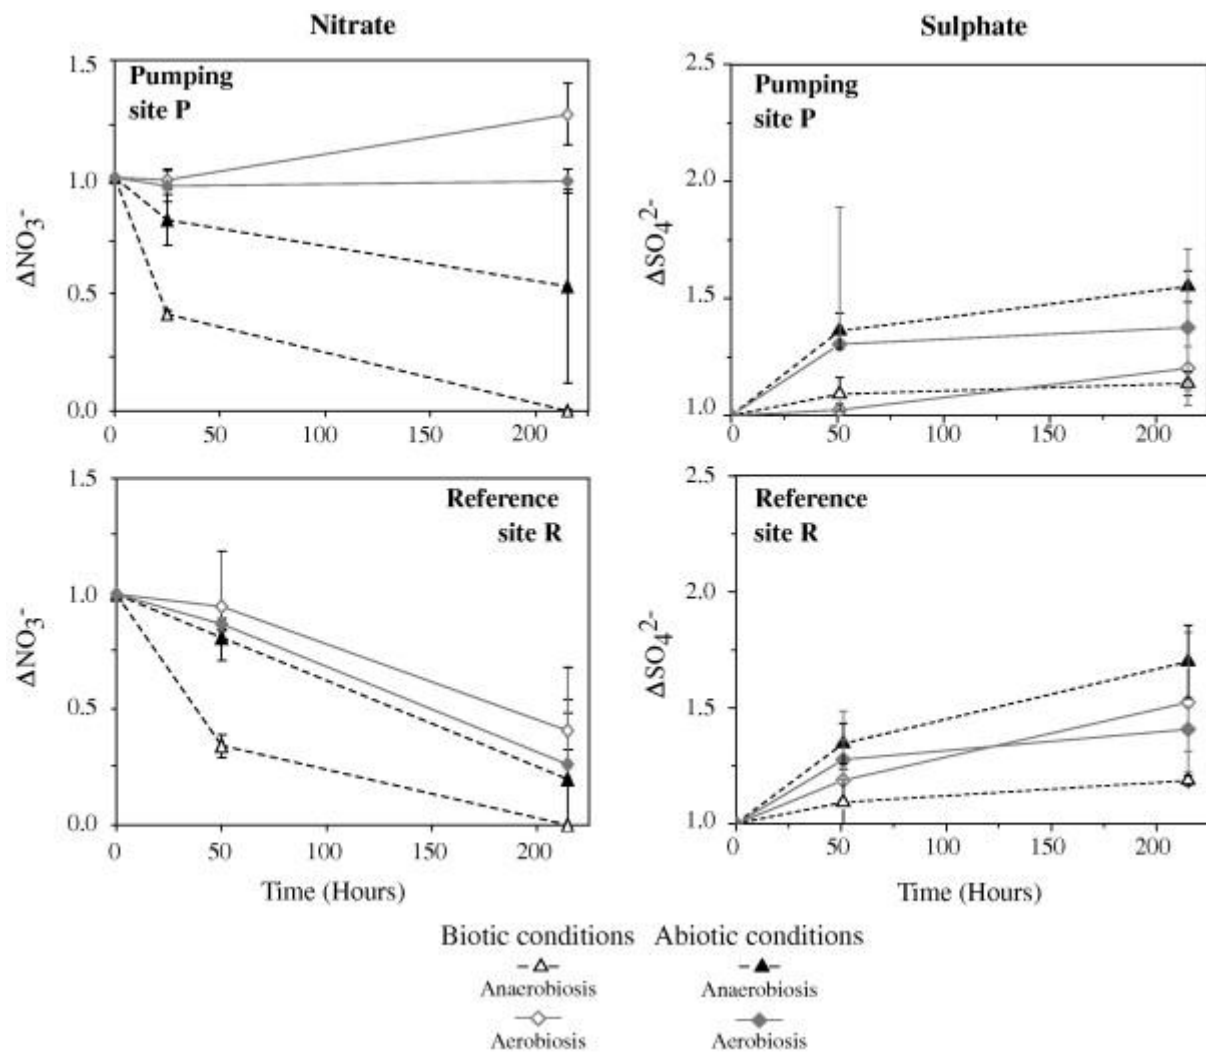 Nitrate
Sulphate
1.5
1.0
0.5
0.0
ΔNO₃⁻
Pumping
site P
0
50
100
150
200
2.5
2.0
1.5
1.0
ΔSO₄²⁻
Pumping
site P
0
50
100
150
200
1.5
1.0
0.5
0.0
ΔNO₃⁻
Reference
site R
0
50
100
150
200
Time (Hours)
2.5
2.0
1.5
1.0
ΔSO₄²⁻
Reference
site R
0
50
100
150
200
Time (Hours)
Biotic conditions Abiotic conditions
Anaerobiosis Anaerobiosis
Aerobiosis Aerobiosis